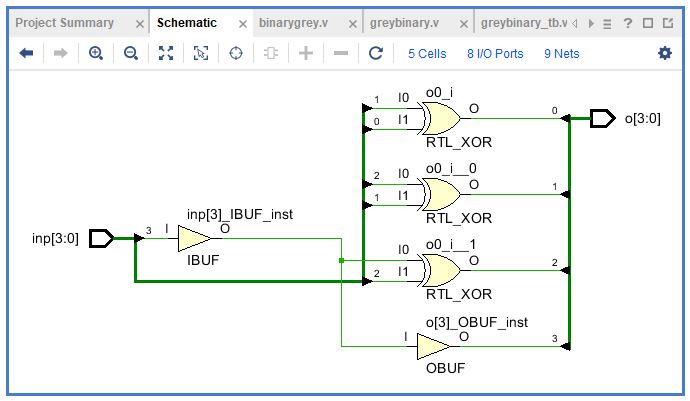 Project Summary × Schematic × binarygrey.v × greybinary.v × greybinary_tb.v
5 Cells 8 I/O Ports 9 Nets
o0_i
1 I0 O 0 o[3:0]
0 I1
RTL_XOR
o0_i__0
2 I0 O 1
1 I1
RTL_XOR
inp[3]_IBUF_inst
inp[3:0] 3 I O
IBUF
o0_i__1
I0 O 2
2 I1
RTL_XOR
o[3]_OBUF_inst
I O 3
OBUF